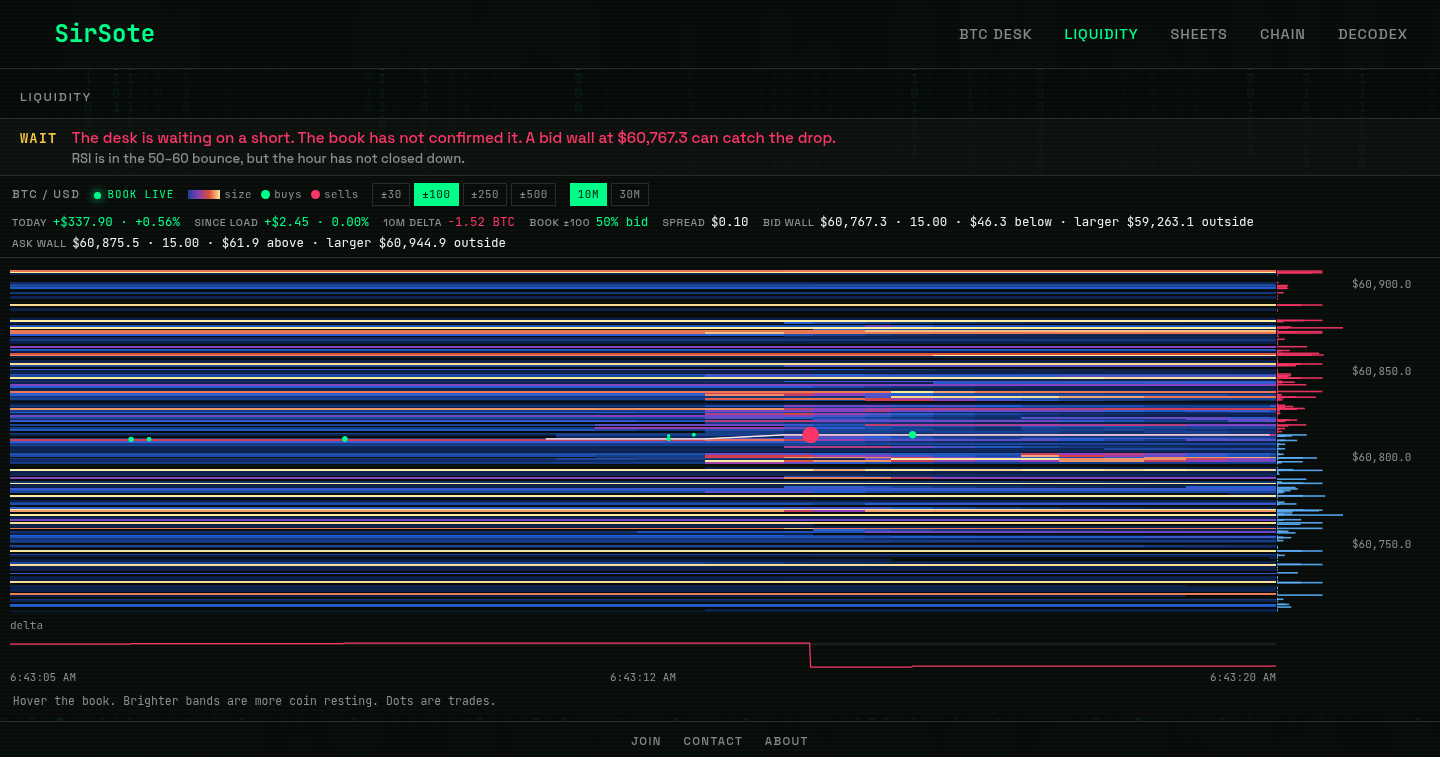 SirSote
BTC DESK LIQUIDITY SHEETS CHAIN DECODEX
LIQUIDITY
WAIT The desk is waiting on a short. The book has not confirmed it. A bid wall at $60,767.3 can catch the drop.
RSI is in the 50–60 bounce, but the hour has not closed down.
BTC / USD BOOK LIVE size buys sells ±30 ±100 ±250 ±500 10M 30M
TODAY +$337.90 · +0.56% SINCE LOAD +$2.45 · 0.00% 10M DELTA -1.52 BTC BOOK ±100 50% bid SPREAD $0.10 BID WALL $60,767.3 · 15.00 · $46.3 below · larger $59,263.1 outside
ASK WALL $60,875.5 · 15.00 · $61.9 above · larger $60,944.9 outside
$60,900.0
$60,850.0
$60,800.0
$60,750.0
delta
6:43:05 AM 6:43:12 AM 6:43:20 AM
Hover the book. Brighter bands are more coin resting. Dots are trades.
JOIN CONTACT ABOUT